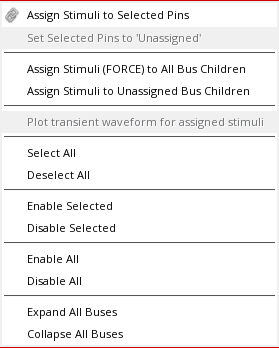 Assign Stimuli to Selected Pins
Set Selected Pins to 'Unassigned'
Assign Stimuli (FORCE) to All Bus Children
Assign Stimuli to Unassigned Bus Children
Plot transient waveform for assigned stimuli
Select All
Deselect All
Enable Selected
Disable Selected
Enable All
Disable All
Expand All Buses
Collapse All Buses